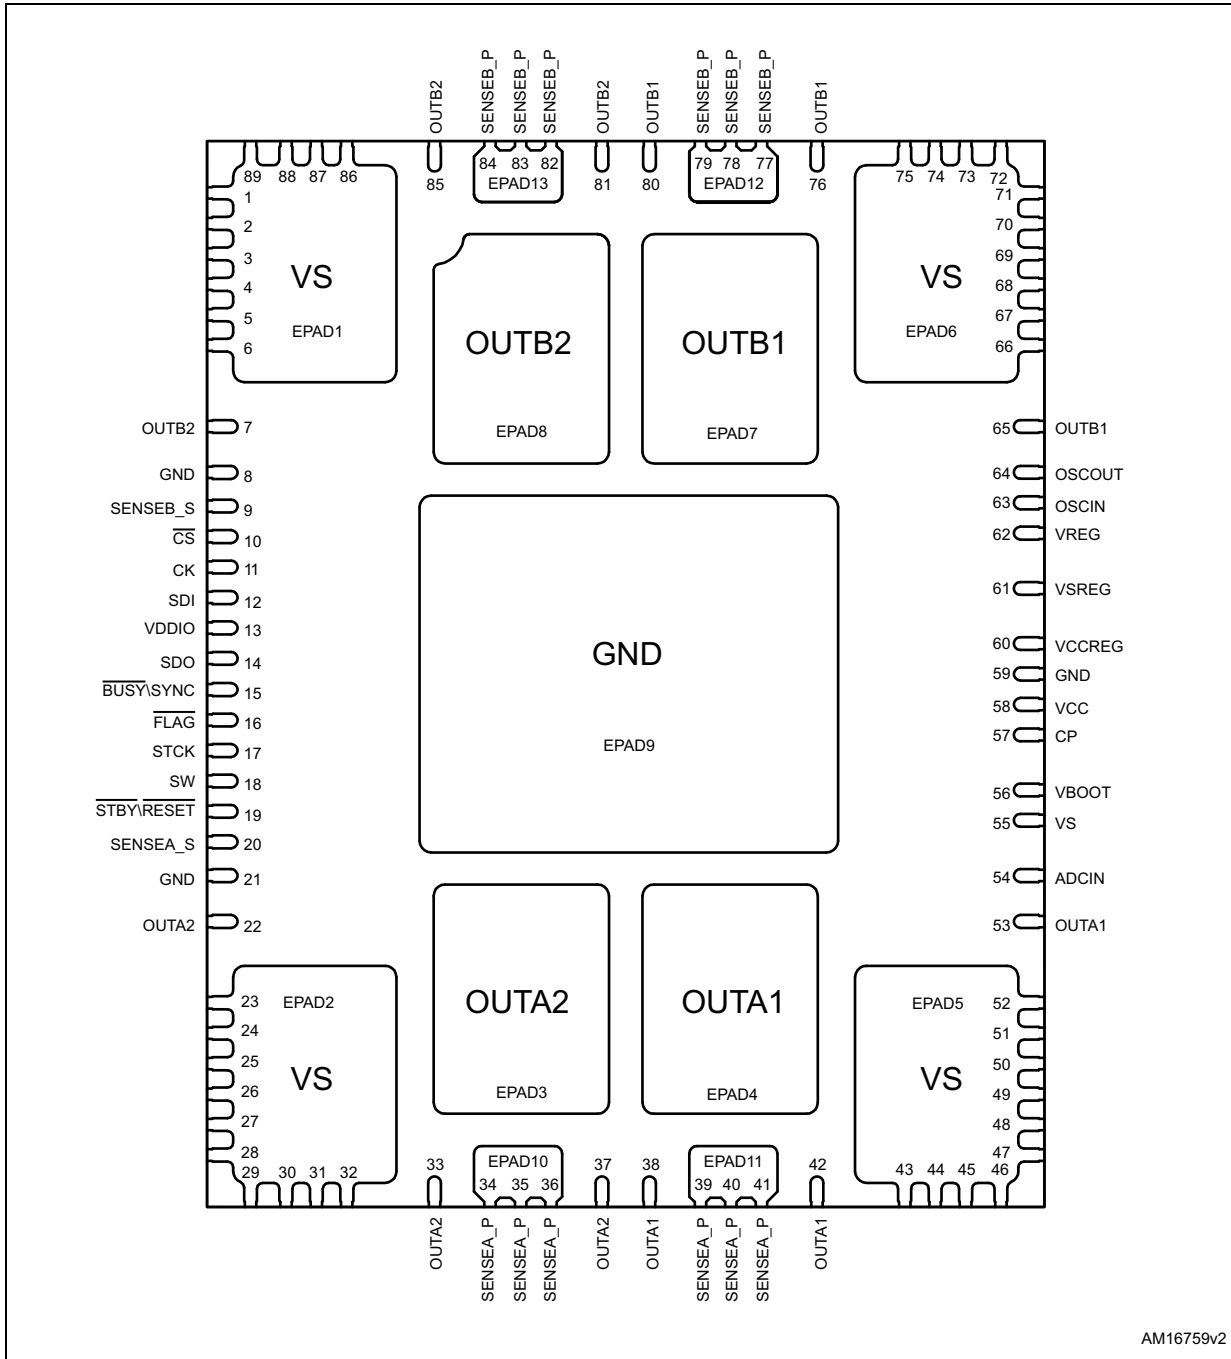 OUTB2 SENSEB_P SENSEB_P SENSEB_P OUTB2 OUTB1 SENSEB_P SENSEB_P SENSEB_P OUTB1
89 88 87 86 85 84 83 82 81 80 79 78 77 76 75 74 73 72
EPAD13 EPAD12
1 71
2 70
3 69
4 68
5 67
6 66
VS VS
EPAD1 EPAD6
OUTB2 OUTB1
EPAD8 EPAD7
OUTB2 7 65 OUTB1
GND 8 64 OSCOUT
SENSEB_S 9 63 OSCIN
CS 10 62 VREG
CK 11
SDI 12 61 VSREG
VDDIO 13
SDO 14 60 VCCREG
BUSY\SYNC 15 59 GND
FLAG 16 58 VCC
STCK 17 57 CP
SW 18 56 VBOOT
STBY\RESET 19 55 VS
SENSEA_S 20
GND 21 54 ADCIN
OUTA2 22 53 OUTA1
GND
EPAD9
23 EPAD2 EPAD5 52
24 51
25 50
26 49
27 48
28 47
VS VS
OUTA2 OUTA1
EPAD3 EPAD4
EPAD10 EPAD11
29 30 31 32 33 34 35 36 37 38 39 40 41 42 43 44 45 46
OUTA2 SENSEA_P SENSEA_P SENSEA_P OUTA2 OUTA1 SENSEA_P SENSEA_P SENSEA_P OUTA1
AM16759v2